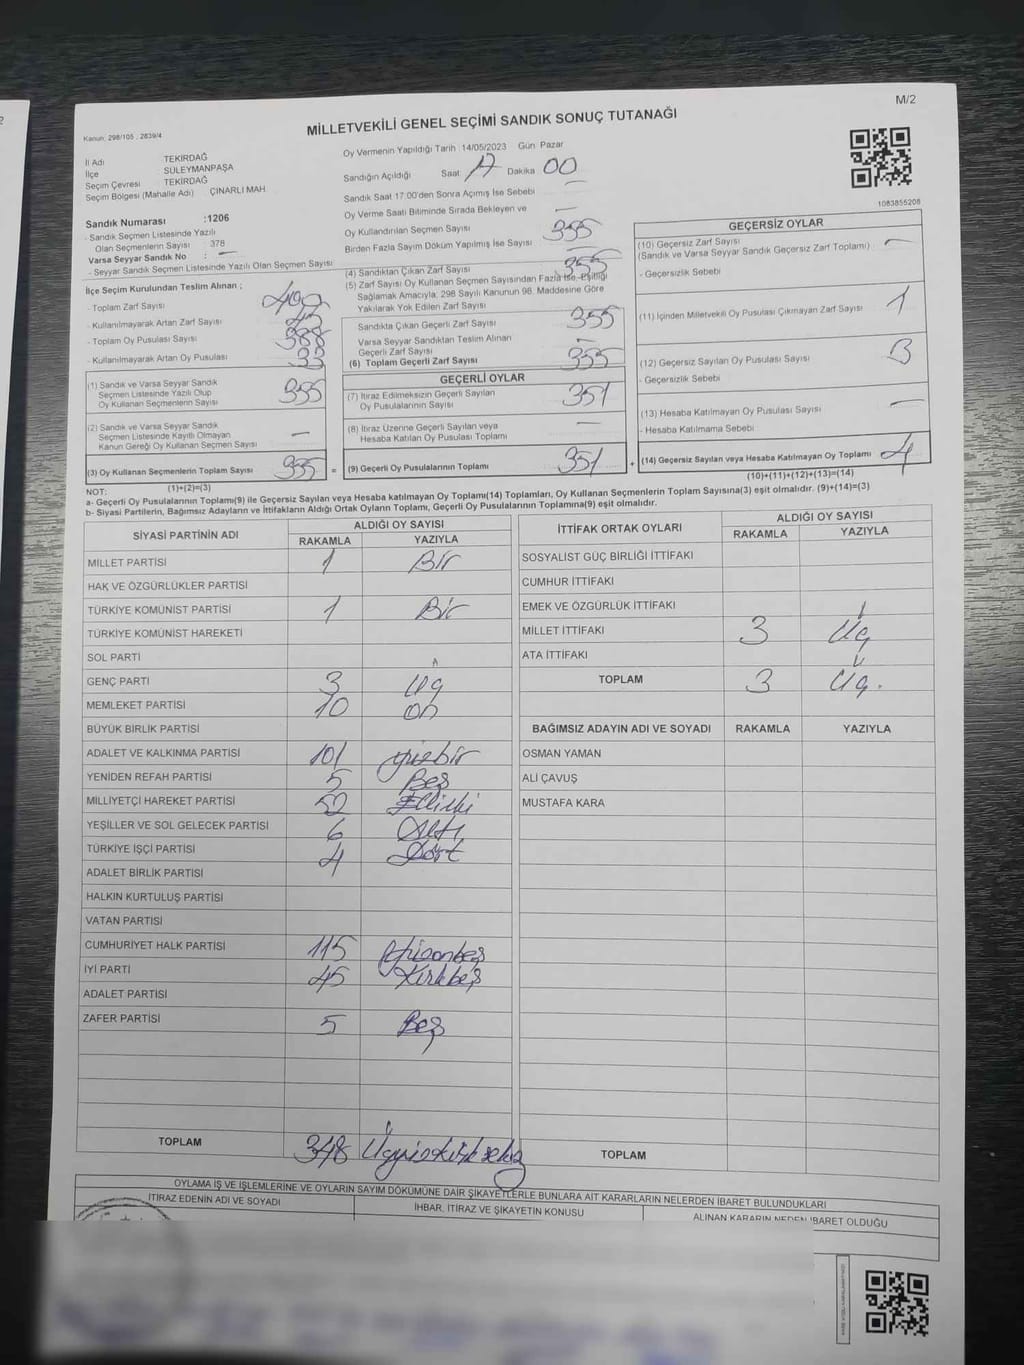 M/2
Kanun: 298/105 ; 2839/4
MİLLETVEKİLİ GENEL SEÇİMİ SANDIK SONUÇ TUTANAĞI
İl Adı TEKİRDAĞ
İlçe SÜLEYMANPAŞA
Seçim Çevresi TEKİRDAĞ
Seçim Bölgesi (Mahalle Adı) ÇINARLI MAH.
Sandık Numarası :1206
- Sandık Seçmen Listesinde Yazılı
Olan Seçmenlerin Sayısı : 378
Varsa Seyyar Sandık No : —
- Seyyar Sandık Seçmen Listesinde Yazılı Olan Seçmen Sayısı
Oy Vermenin Yapıldığı Tarih : 14/05/2023 Gün: Pazar
Sandığın Açıldığı Saat 17 Dakika 00
Sandık Saat 17:00'den Sonra Açımış İse Sebebi —
Oy Verme Saati Bitiminde Sırada Bekleyen ve —
Oy Kullandırılan Seçmen Sayısı 355
Birden Fazla Sayım Döküm Yapılmış İse Sayısı —
1083855208
İlçe Seçim Kurulundan Teslim Alınan ;
- Toplam Zarf Sayısı 400
- Kullanılmayarak Artan Zarf Sayısı 45
- Toplam Oy Pusulası Sayısı 388
- Kullanılmayarak Artan Oy Pusulası 33
(4) Sandıktan Çıkan Zarf Sayısı 355
(5) Zarf Sayısı Oy Kullanan Seçmen Sayısından Fazla İse, Eşitliği
Sağlamak Amacıyla; 298 Sayılı Kanunun 98. Maddesine Göre
Yakılarak Yok Edilen Zarf Sayısı
Sandıkta Çıkan Geçerli Zarf Sayısı 355
Varsa Seyyar Sandıktan Teslim Alınan
Geçerli Zarf Sayısı —
(6) Toplam Geçerli Zarf Sayısı 355
GEÇERSİZ OYLAR
(10) Geçersiz Zarf Sayısı —
(Sandık ve Varsa Seyyar Sandık Geçersiz Zarf Toplamı)
- Geçersizlik Sebebi
(11) İçinden Milletvekili Oy Pusulası Çıkmayan Zarf Sayısı 1
(12) Geçersiz Sayılan Oy Pusulası Sayısı 3
- Geçersizlik Sebebi
(13) Hesaba Katılmayan Oy Pusulası Sayısı —
- Hesaba Katılmama Sebebi
(14) Geçersiz Sayılan veya Hesaba Katılmayan Oy Toplamı 4
(10)+(11)+(12)+(13)=(14)
(1) Sandık ve Varsa Seyyar Sandık
Seçmen Listesinde Yazılı Olup
Oy Kullanan Seçmenlerin Sayısı 355
(2) Sandık ve Varsa Seyyar Sandık
Seçmen Listesinde Kayıtlı Olmayan
Kanun Gereği Oy Kullanan Seçmen Sayısı —
(3) Oy Kullanan Seçmenlerin Toplam Sayısı 355 =
(1)+(2)=(3)
GEÇERLİ OYLAR
(7) İtiraz Edilmeksizin Geçerli Sayılan
Oy Pusulalarının Sayısı 351
(8) İtiraz Üzerine Geçerli Sayılan veya
Hesaba Katılan Oy Pusulası Toplamı —
(9) Geçerli Oy Pusulalarının Toplamı 351 +
NOT:
a- Geçerli Oy Pusulalarının Toplamı(9) ile Geçersiz Sayılan veya Hesaba katılmayan Oy Toplamı(14) Toplamları, Oy Kullanan Seçmenlerin Toplam Sayısına(3) eşit olmalıdır. (9)+(14)=(3)
b- Siyasi Partilerin, Bağımsız Adayların ve İttifakların Aldığı Ortak Oyların Toplamı, Geçerli Oy Pusulalarının Toplamına(9) eşit olmalıdır.
SİYASİ PARTİNİN ADI ALDIĞI OY SAYISI
RAKAMLA YAZIYLA
MİLLET PARTİSİ 1 Bir
HAK VE ÖZGÜRLÜKLER PARTİSİ
TÜRKİYE KOMÜNİST PARTİSİ 1 Bir
TÜRKİYE KOMÜNİST HAREKETİ
SOL PARTİ
GENÇ PARTİ 3 Üç
MEMLEKET PARTİSİ 10 on
BÜYÜK BİRLİK PARTİSİ
ADALET VE KALKINMA PARTİSİ 101 yüzbir
YENİDEN REFAH PARTİSİ 5 Beş
MİLLİYETÇİ HAREKET PARTİSİ 52 Elliiki
YEŞİLLER VE SOL GELECEK PARTİSİ 6 Altı
TÜRKİYE İŞÇİ PARTİSİ 4 Dört
ADALET BİRLİK PARTİSİ
HALKIN KURTULUŞ PARTİSİ
VATAN PARTİSİ
CUMHURİYET HALK PARTİSİ 115 yüzonbeş
İYİ PARTİ 45 Kırkbeş
ADALET PARTİSİ
ZAFER PARTİSİ 5 Beş
TOPLAM 348 Üçyüzkırksekiz
İTTİFAK ORTAK OYLARI ALDIĞI OY SAYISI
RAKAMLA YAZIYLA
SOSYALİST GÜÇ BİRLİĞİ İTTİFAKI
CUMHUR İTTİFAKI
EMEK VE ÖZGÜRLÜK İTTİFAKI
MİLLET İTTİFAKI 3 Üç
ATA İTTİFAKI
TOPLAM 3 Üç.
BAĞIMSIZ ADAYIN ADI VE SOYADI RAKAMLA YAZIYLA
OSMAN YAMAN
ALİ ÇAVUŞ
MUSTAFA KARA
TOPLAM
OYLAMA İŞ VE İŞLEMLERİNE VE OYLARIN SAYIM DÖKÜMÜNE DAİR ŞİKAYETLERLE BUNLARA AİT KARARLARIN NELERDEN İBARET BULUNDUKLARI
İTİRAZ EDENİN ADI VE SOYADI İHBAR, İTİRAZ VE ŞİKAYETİN KONUSU ALINAN KARARIN NEDEN İBARET OLDUĞU